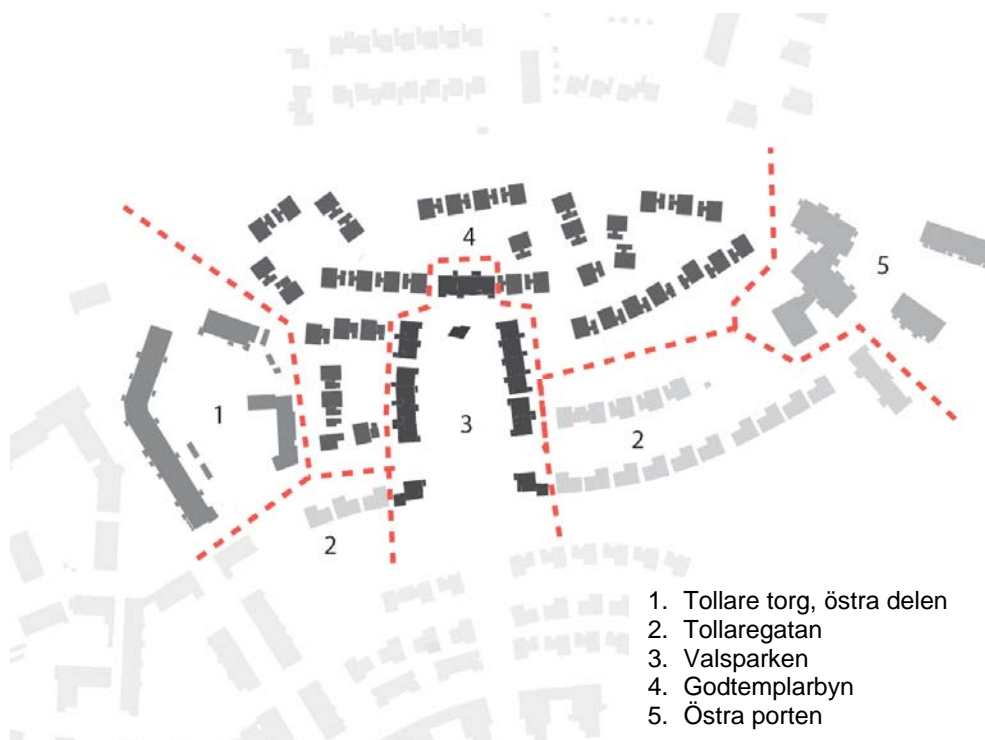 4
5
1
3
2
2
1. Tollare torg, östra delen
2. Tollaregatan
3. Valsparken
4. Godtemplarbyn
5. Östra porten